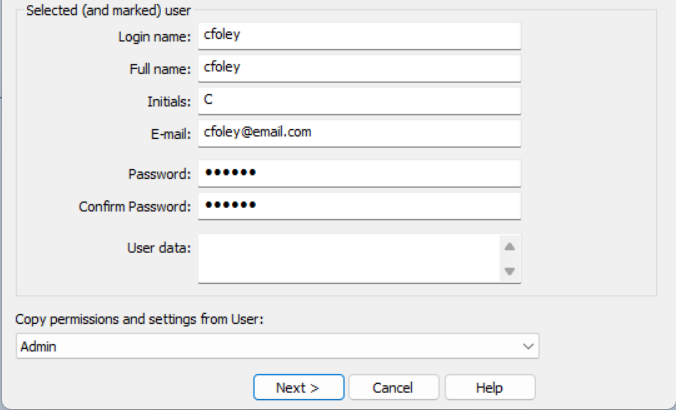 Selected (and marked) user
Login name: cfoley
Full name: cfoley
Initials: C
E-mail: cfoley@email.com
Password: ••••••
Confirm Password: ••••••
User data:
Copy permissions and settings from User:
Admin
Next > Cancel Help